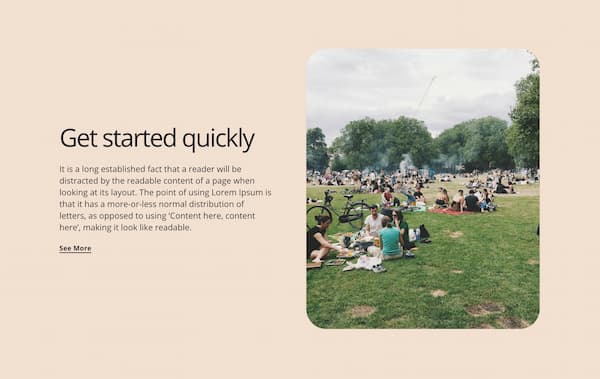 Get started quickly
It is a long established fact that a reader will be
distracted by the readable content of a page when
looking at its layout. The point of using Lorem Ipsum is
that it has a more-or-less normal distribution of
letters, as opposed to using ‘Content here, content
here’, making it look like readable.
See More